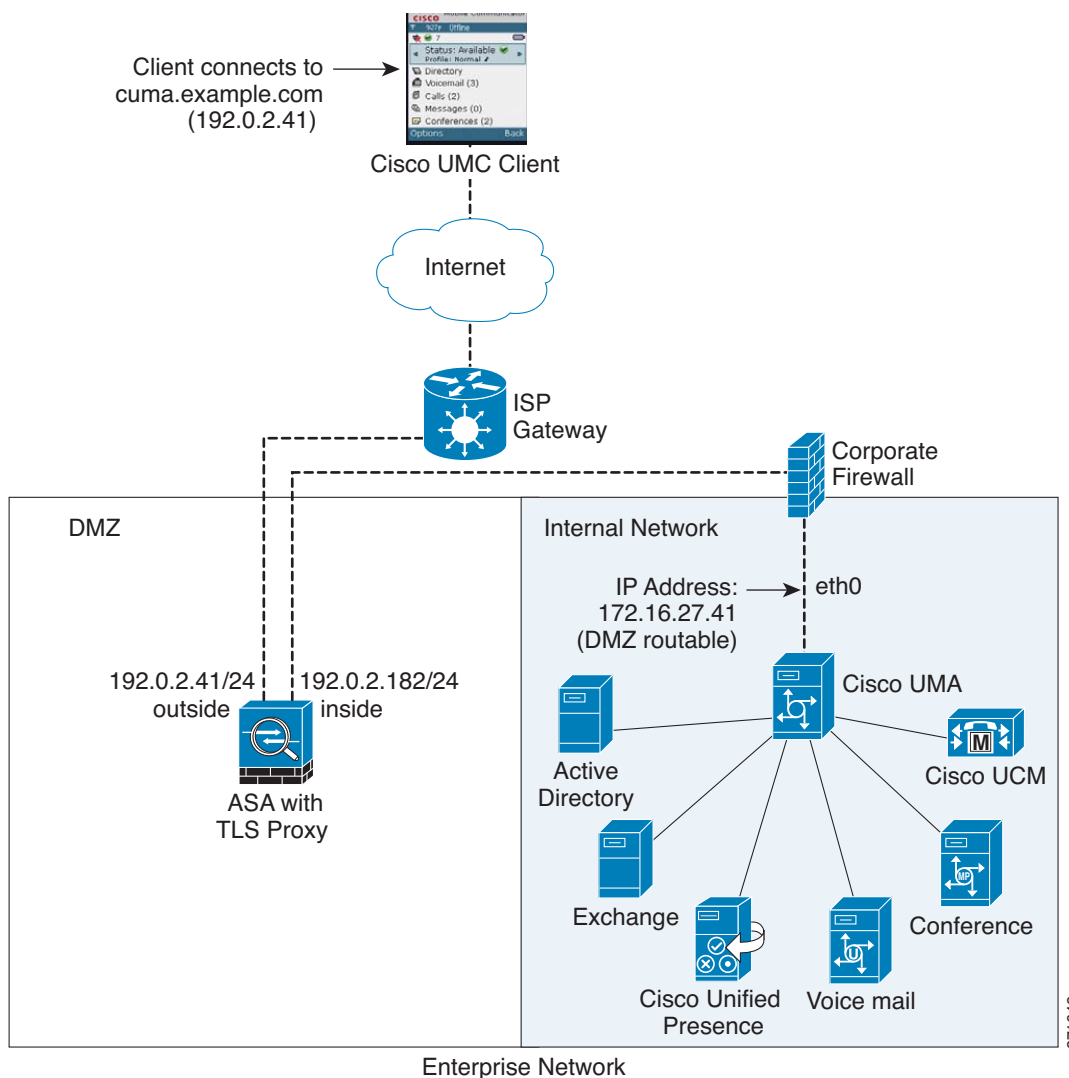 CISCO
Offline
7
Status: Available
Profile: Normal
Directory
Voicemail (3)
Calls (2)
Messages (0)
Conferences (2)
Options Back
Client connects to
cuma.example.com
(192.0.2.41)
Cisco UMC Client
Internet
ISP
Gateway
Corporate
Firewall
DMZ
Internal Network
IP Address:
172.16.27.41
(DMZ routable)
eth0
192.0.2.41/24
outside
192.0.2.182/24
inside
ASA with
TLS Proxy
Cisco UMA
Active
Directory
M
Cisco UCM
Exchange
MP
Conference
Cisco Unified
Presence
U
Voice mail
Enterprise Network